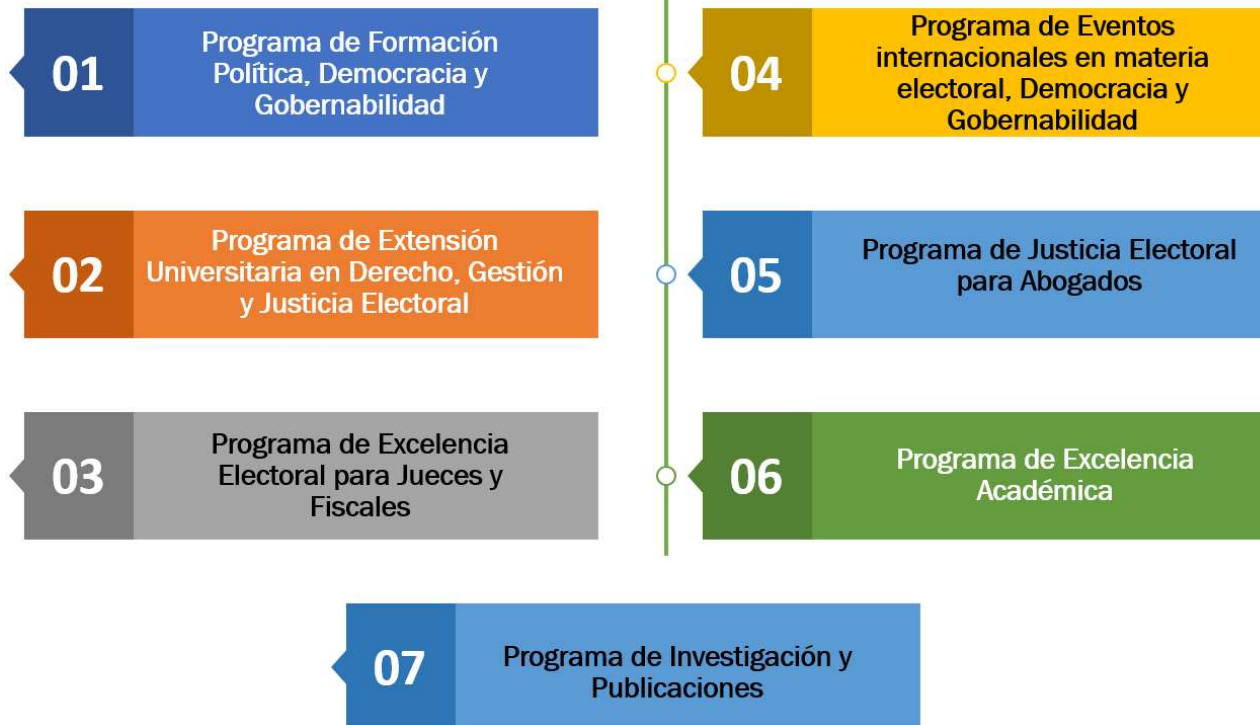 01
Programa de Formación
Política, Democracia y
Gobernabilidad
02
Programa de Extensión
Universitaria en Derecho, Gestión
y Justicia Electoral
03
Programa de Excelencia
Electoral para Jueces y
Fiscales
04
Programa de Eventos
internacionales en materia
electoral, Democracia y
Gobernabilidad
05
Programa de Justicia Electoral
para Abogados
06
Programa de Excelencia
Académica
07
Programa de Investigación y
Publicaciones